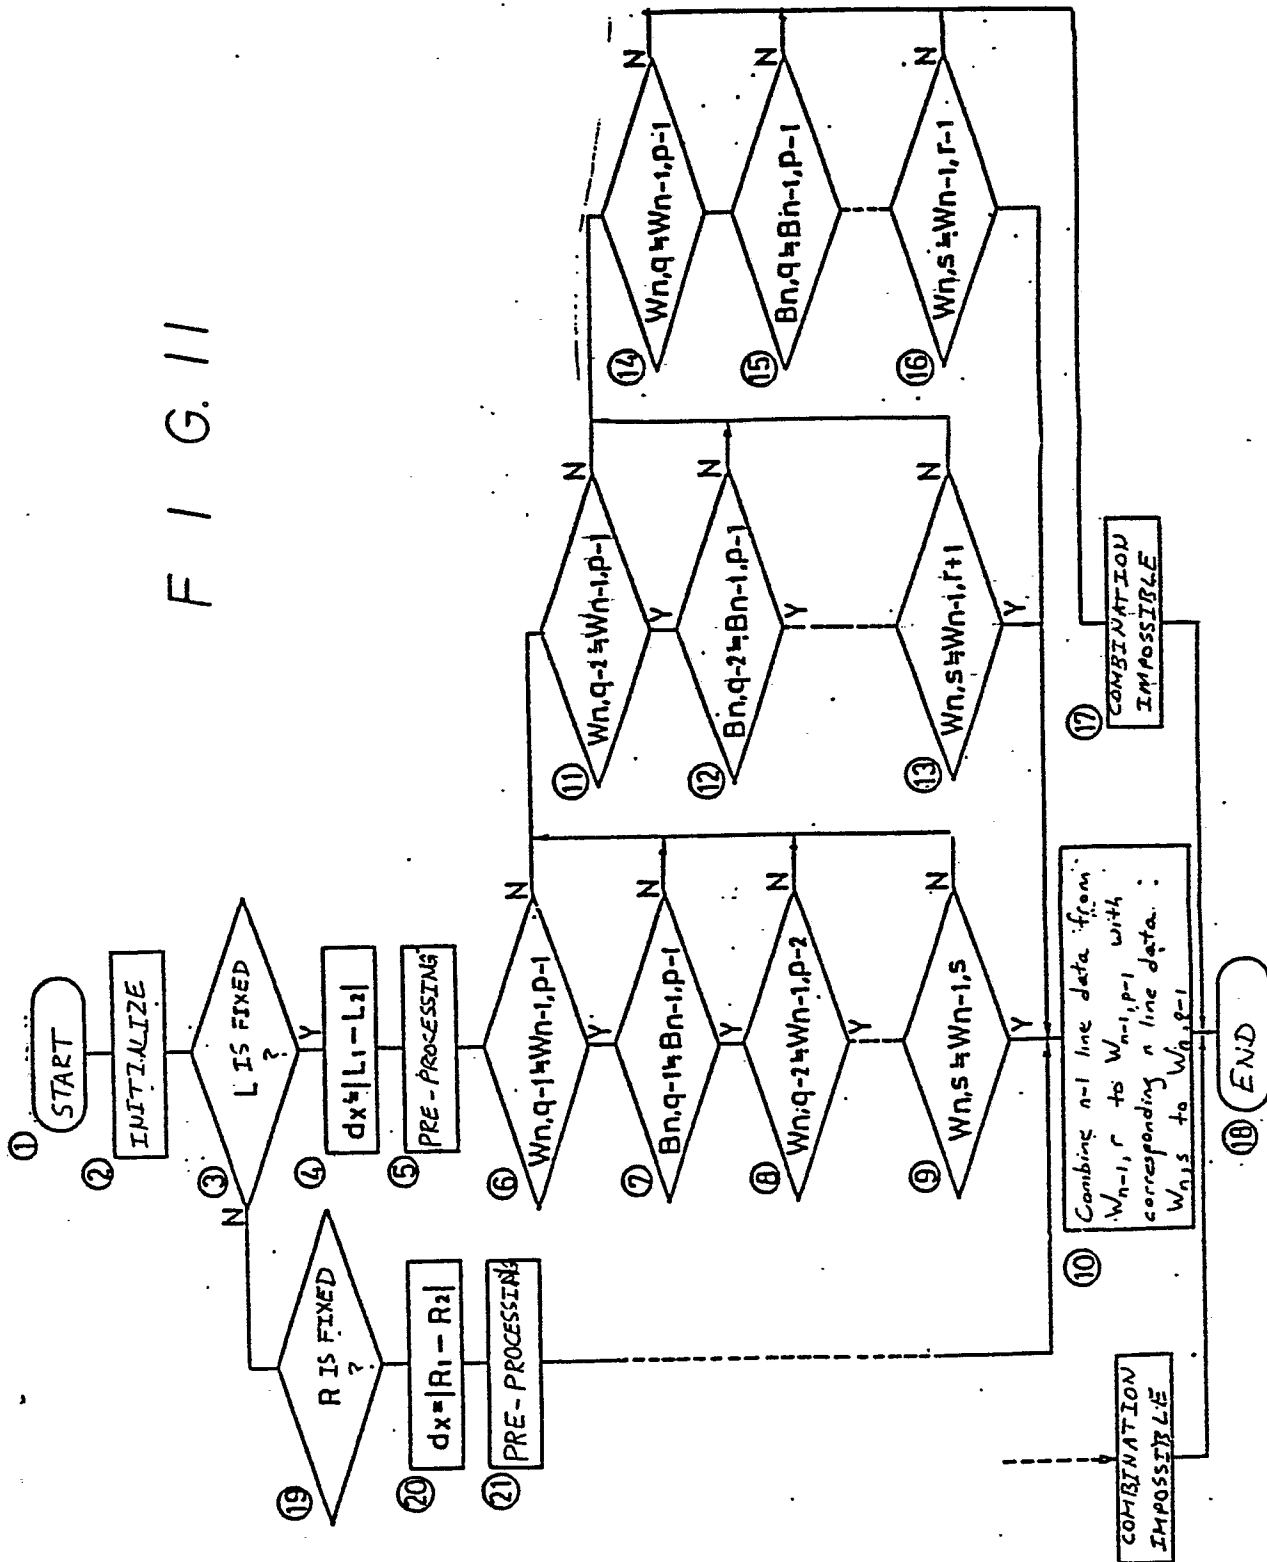 F I G. 11
① START
② INITIALIZE
③ L IS FIXED
?
N
Y
④ dx≒|L1-L2|
⑤ PRE-PROCESSING
⑥ Wn,q-1≒Wn-1,p-1
N
Y
⑦ Bn,q-1≒Bn-1,p-1
N
Y
⑧ Wn,q-2≒Wn-1,p-2
N
Y
⑨ Wn,s≒Wn-1,s
N
Y
⑩ Combining n-1 line data from
Wn-1,r to Wn-1,p-1 with
corresponding n line data :
Wn,s to Wn,q-1
⑪ Wn,q-2≒Wn-1,p-1
N
Y
⑫ Bn,q-2≒Bn-1,p-1
N
Y
⑬ Wn,s≒Wn-1,r+1
N
Y
⑭ Wn,q≒Wn-1,p-1
N
⑮ Bn,q≒Bn-1,p-1
N
⑯ Wn,s≒Wn-1,r-1
N
⑰ COMBINATION
IMPOSSIBLE
⑱ END
⑲ R IS FIXED
?
⑳ dx=|R1-R2|
㉑ PRE-PROCESSING
COMBINATION
IMPOSSIBLE